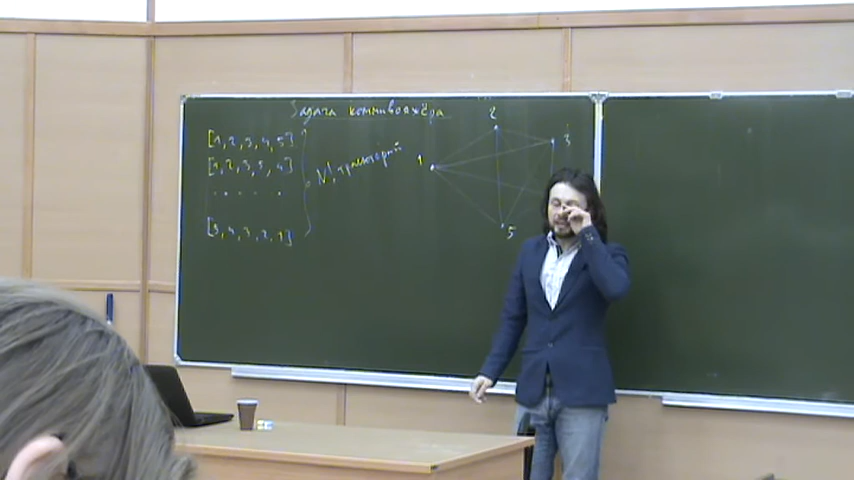 Задача коммивояжёра
[1, 2, 3, 4, 5]
[1, 2, 3, 5, 4]
. . . . .
[5, 4, 3, 2, 1]
N! траекторий
1
2
3
5